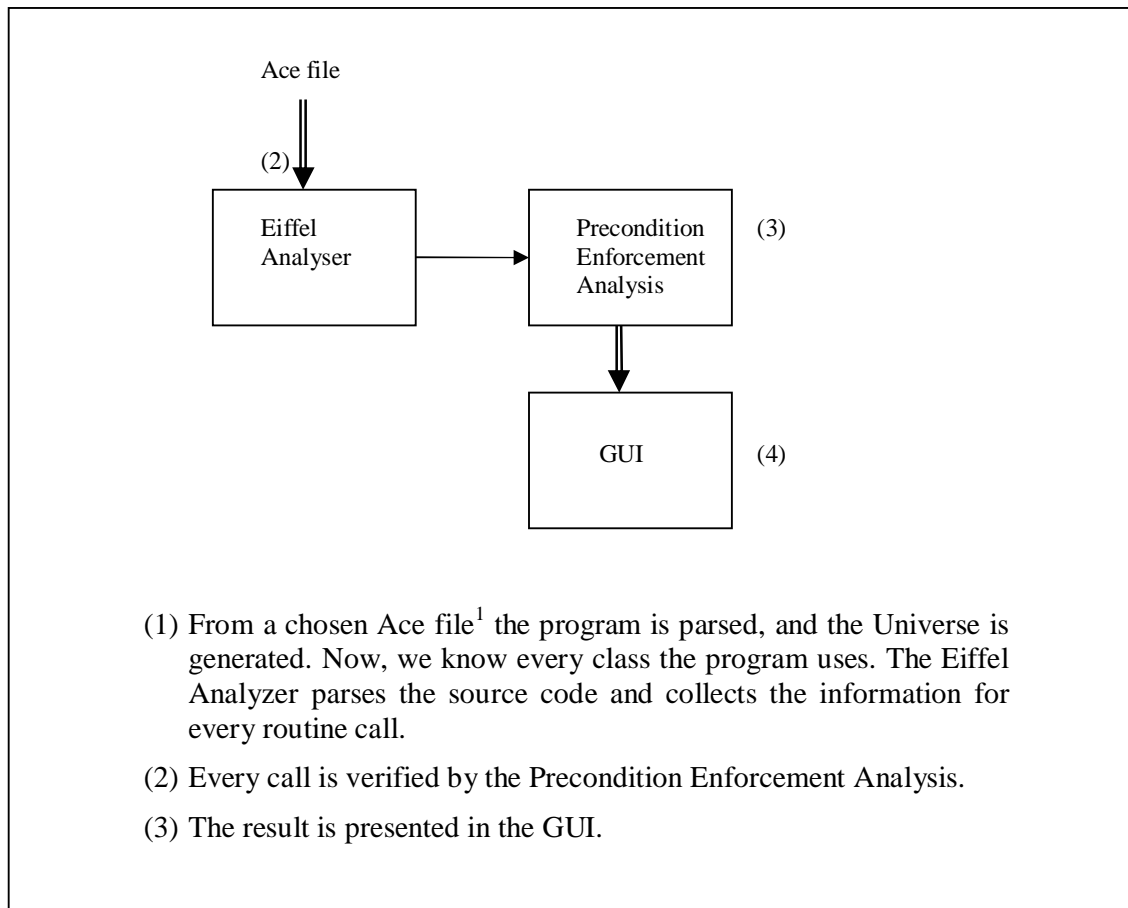 Ace file
(2)
Eiffel
Analyser
Precondition
Enforcement
Analysis
(3)
GUI
(4)
(1) From a chosen Ace file1 the program is parsed, and the Universe is
generated. Now, we know every class the program uses. The Eiffel
Analyzer parses the source code and collects the information for
every routine call.
(2) Every call is verified by the Precondition Enforcement Analysis.
(3) The result is presented in the GUI.